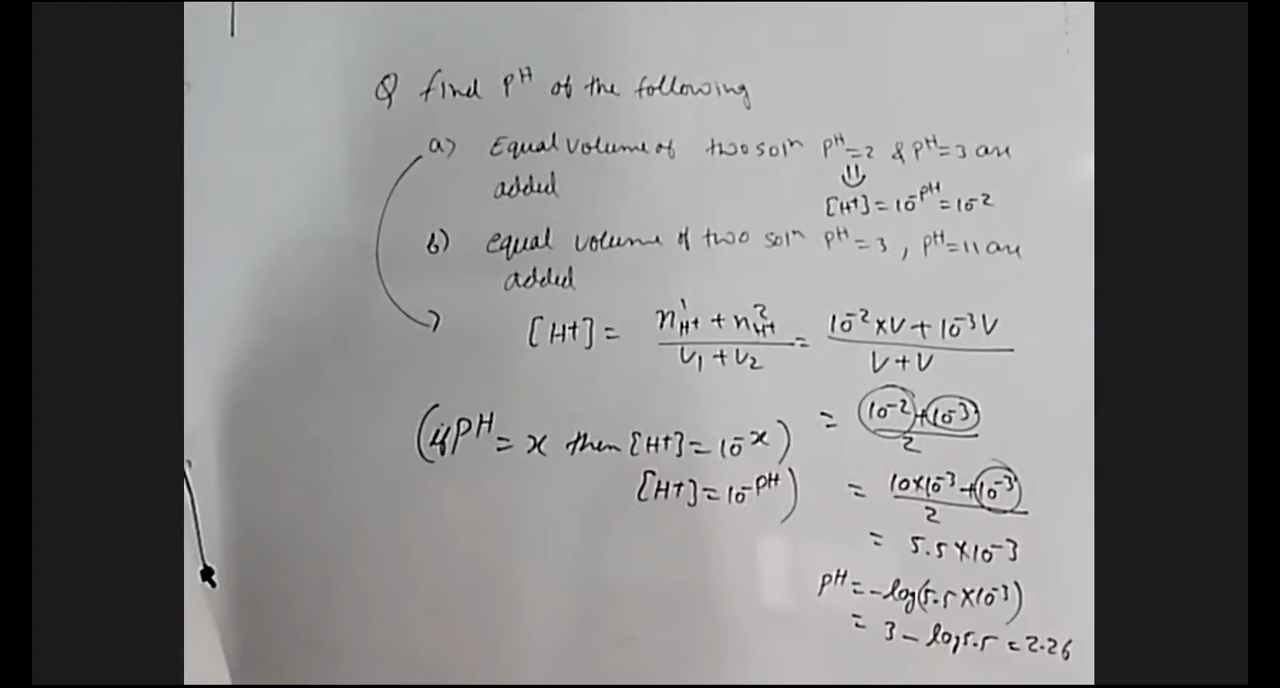 Q find pH of the following
a) Equal volume of two soln pH=2 & pH=3 are
added
[H+] = 10^-pH = 10^-2
b) equal volume of two soln pH=3, pH=11 are
added
[H+] = (n¹H+ + n²H+)/(V1+V2) = (10^-2×V + 10^-3V)/(V+V)
= (10^-2 + 10^-3)/2
(if pH = x then [H+] = 10^-x)
[H+] = 10^-pH)
= (10×10^-3 + 10^-3)/2
= 5.5×10^-3
pH = -log(5.5×10^-3)
= 3 - log5.5 = 2.26